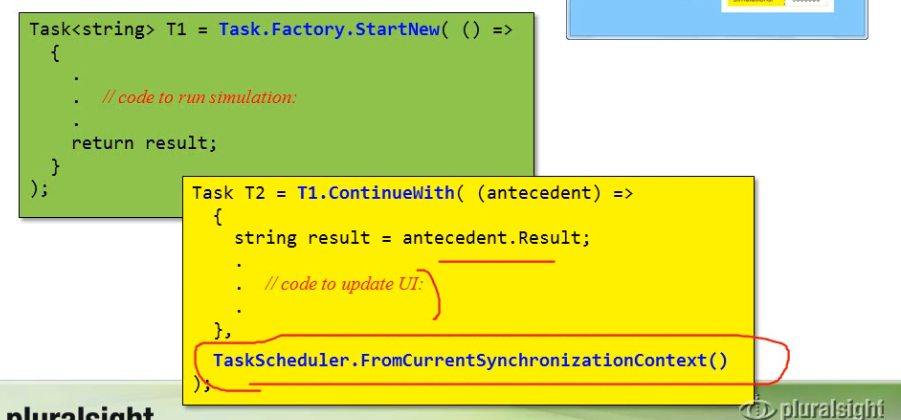 Task<string> T1 = Task.Factory.StartNew( () =>
{
.
. // code to run simulation:
.
return result;
}
);
Task T2 = T1.ContinueWith( (antecedent) =>
{
string result = antecedent.Result;
.
. // code to update UI:
.
},
TaskScheduler.FromCurrentSynchronizationContext()
);
pluralsight
pluralsight